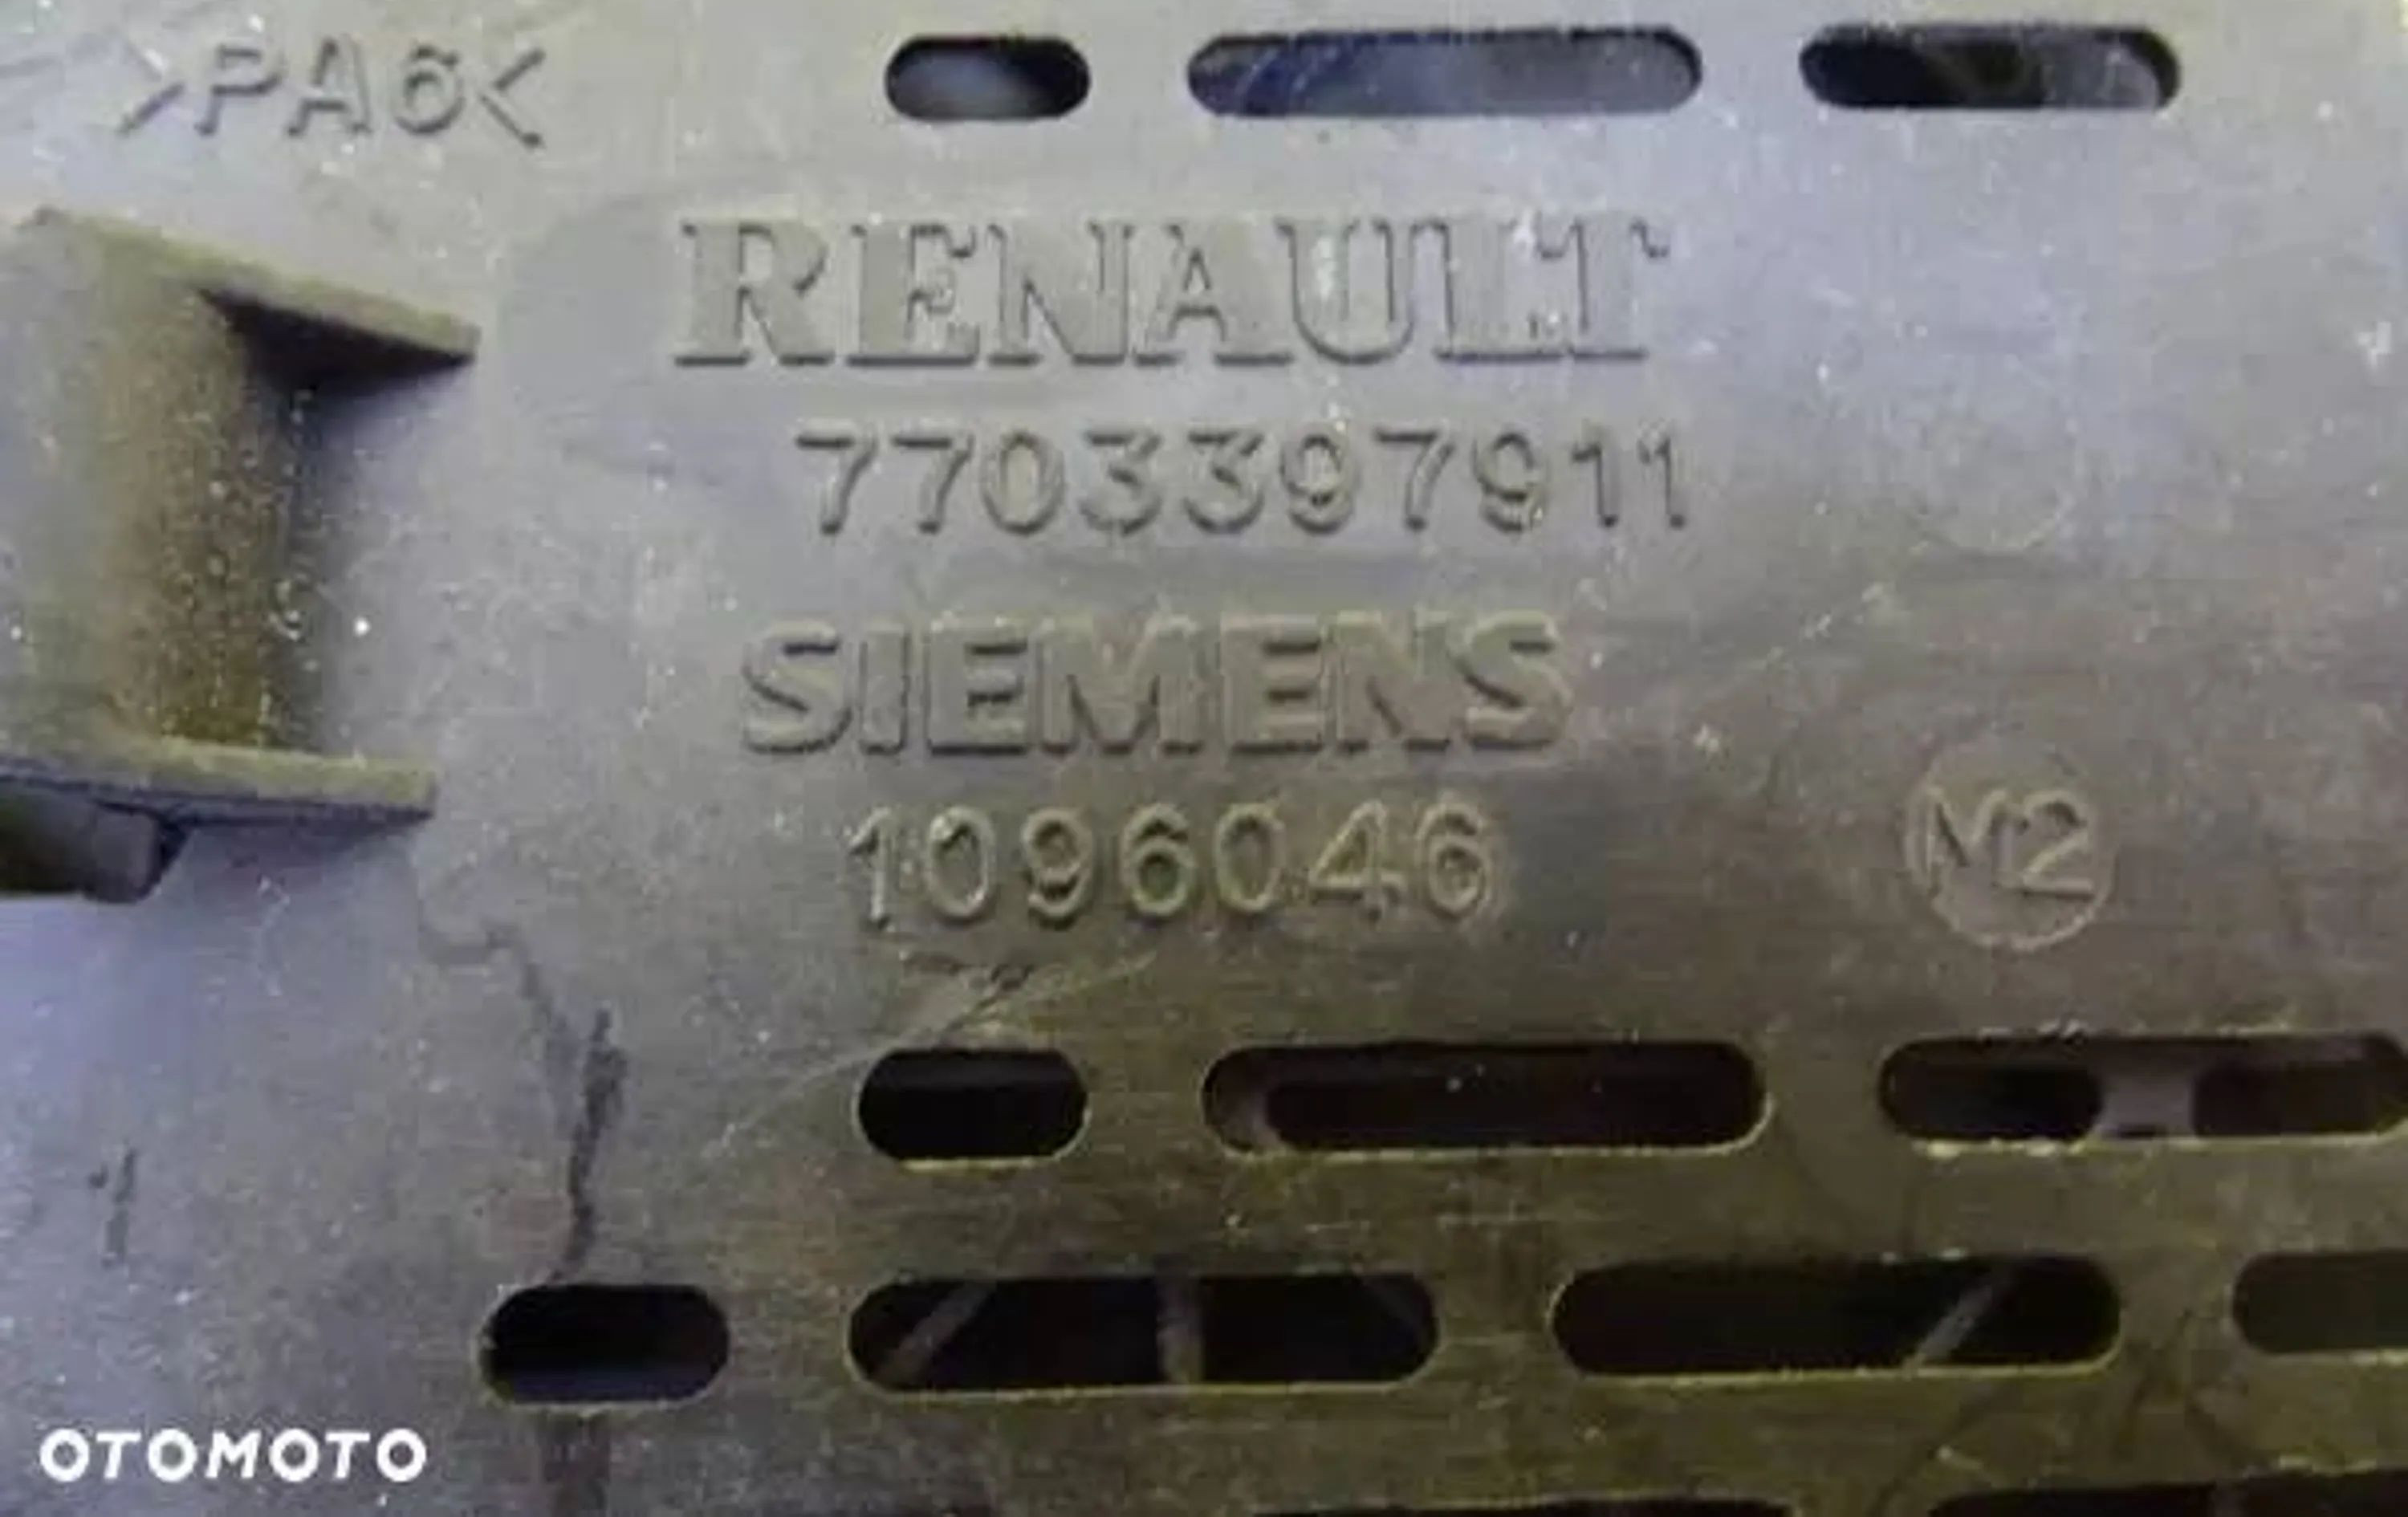 >PA6<
RENAULT
7703397911
SIEMENS
1096046
M2
OTOMOTO